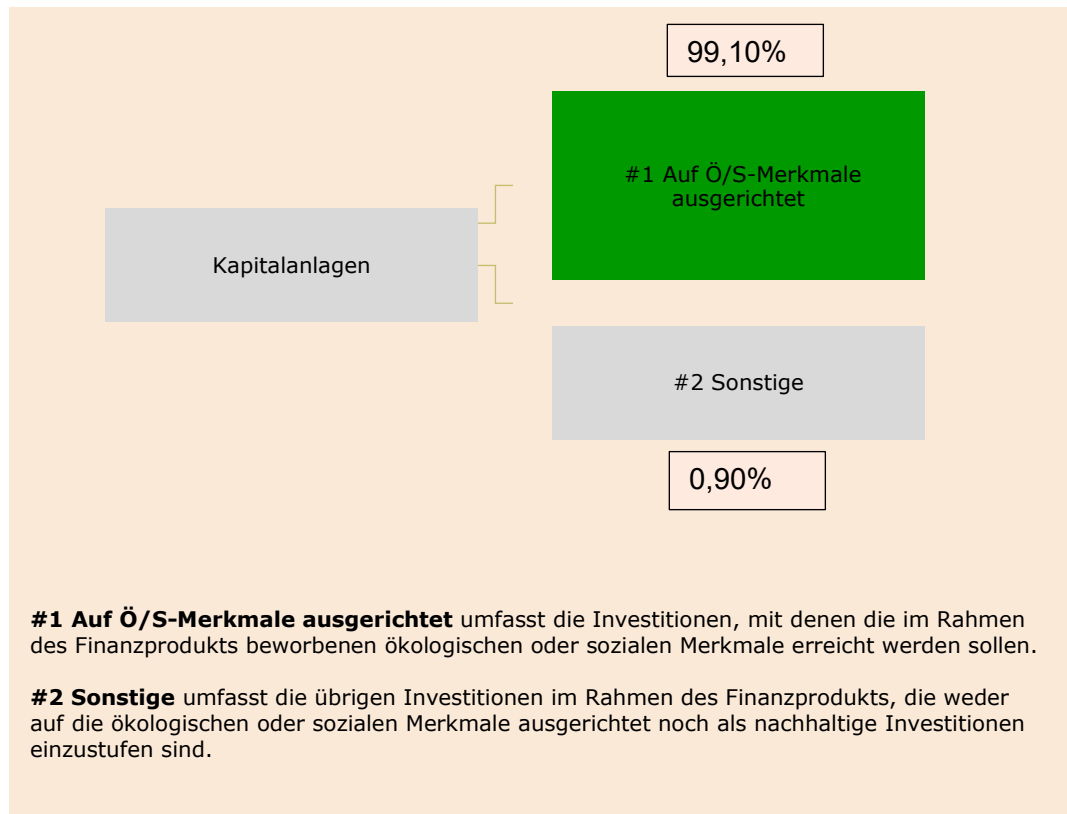 99,10%
#1 Auf Ö/S-Merkmale
ausgerichtet
Kapitalanlagen
#2 Sonstige
0,90%
#1 Auf Ö/S-Merkmale ausgerichtet umfasst die Investitionen, mit denen die im Rahmen
des Finanzprodukts beworbenen ökologischen oder sozialen Merkmale erreicht werden sollen.
#2 Sonstige umfasst die übrigen Investitionen im Rahmen des Finanzprodukts, die weder
auf die ökologischen oder sozialen Merkmale ausgerichtet noch als nachhaltige Investitionen
einzustufen sind.